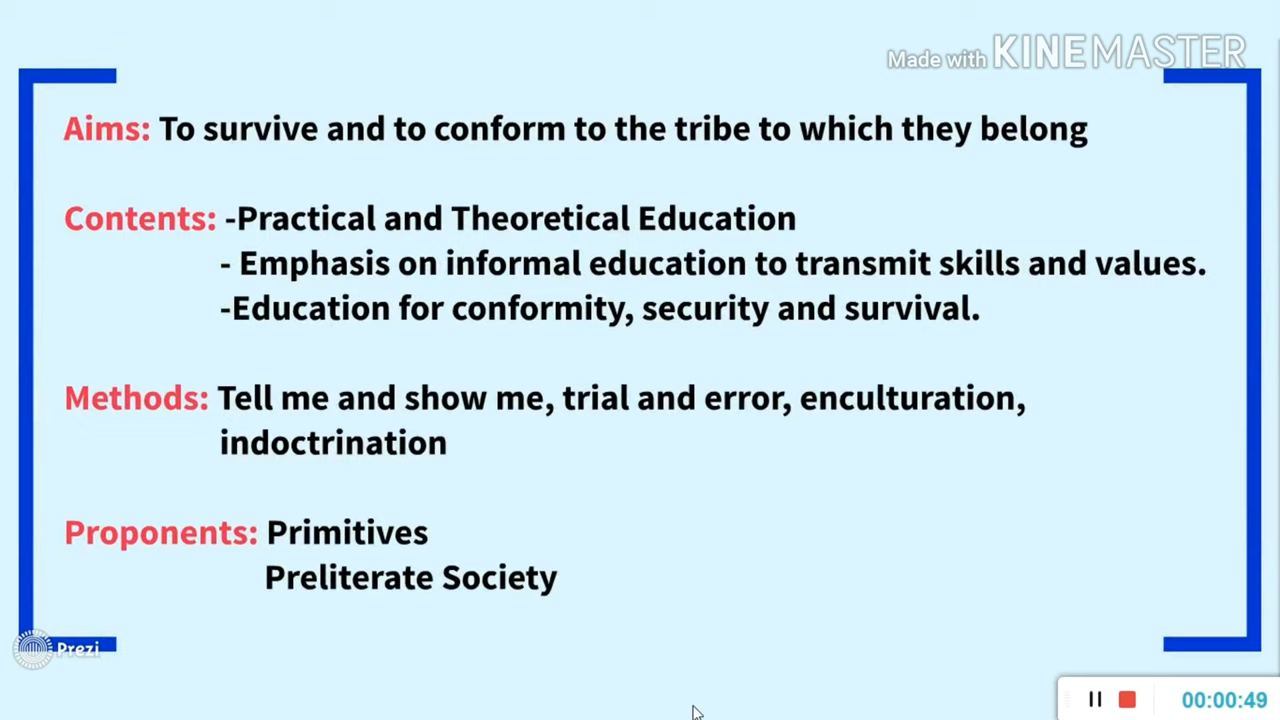 Made with KINEMASTER
Aims: To survive and to conform to the tribe to which they belong
Contents: -Practical and Theoretical Education
- Emphasis on informal education to transmit skills and values.
-Education for conformity, security and survival.
Methods: Tell me and show me, trial and error, enculturation,
indoctrination
Proponents: Primitives
Preliterate Society
Prezi
00:00:49